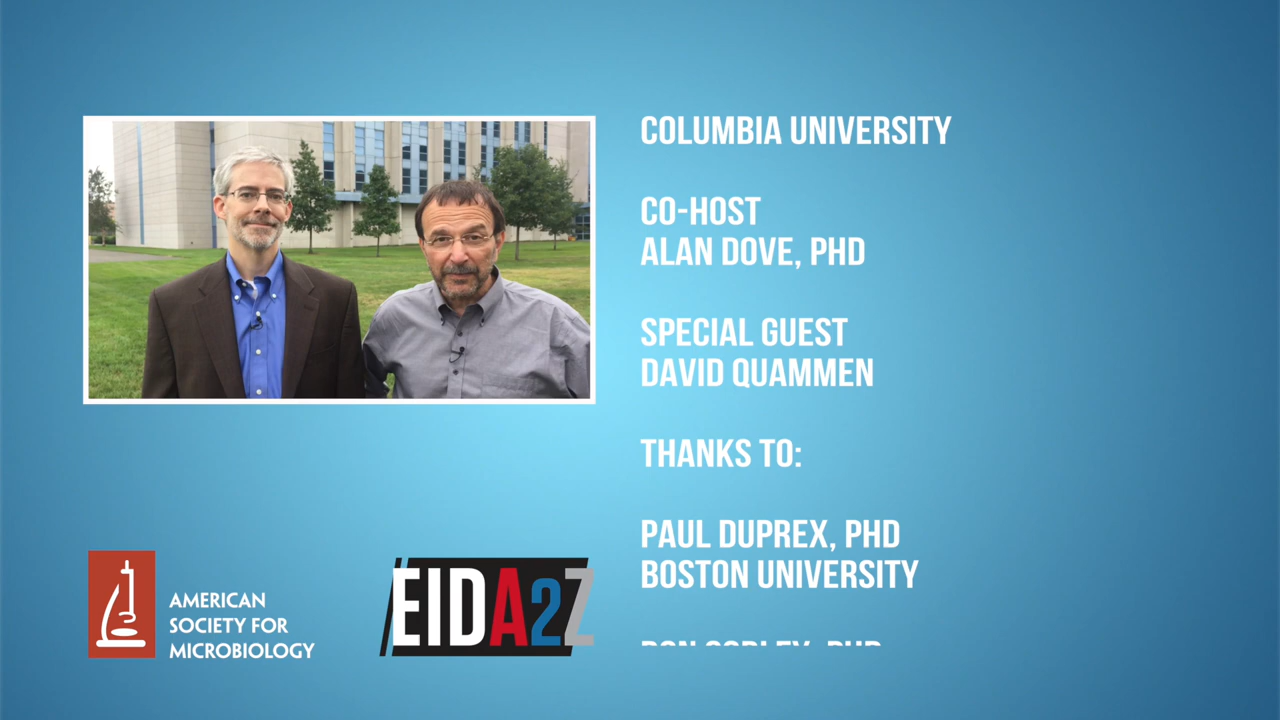 COLUMBIA UNIVERSITY
CO-HOST
ALAN DOVE, PHD
SPECIAL GUEST
DAVID QUAMMEN
THANKS TO:
PAUL DUPREX, PHD
BOSTON UNIVERSITY
PHD
AMERICAN
SOCIETY FOR
MICROBIOLOGY
EIDA2Z